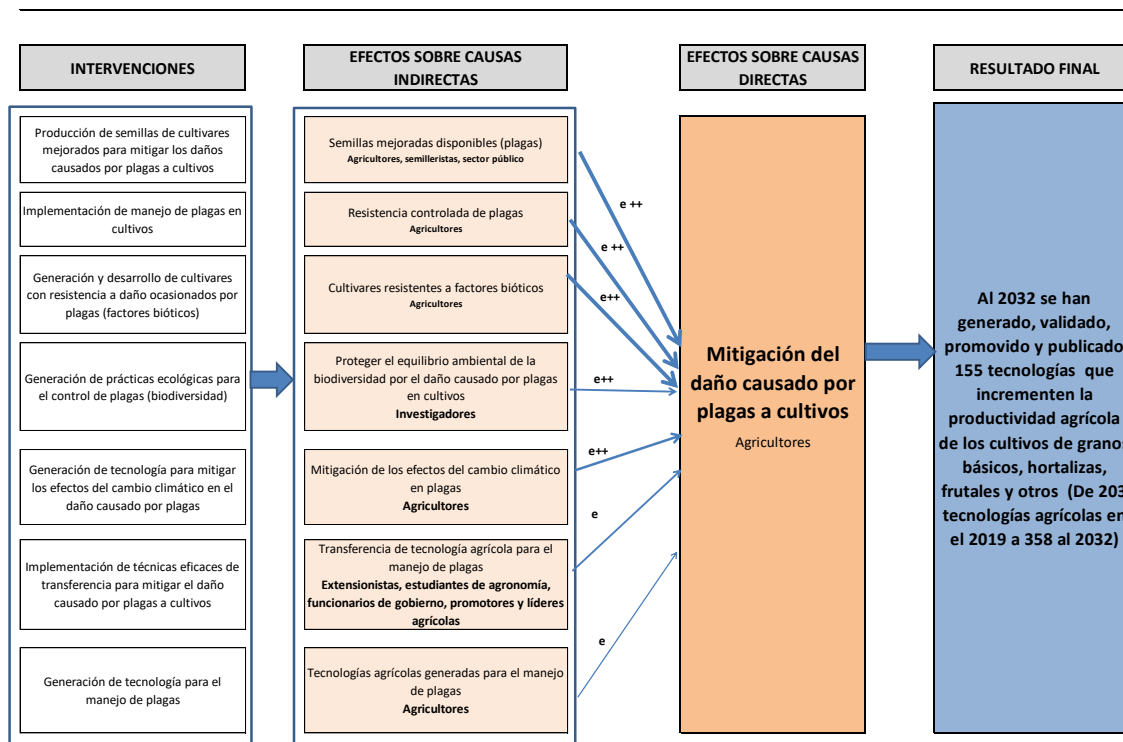 INTERVENCIONES
EFECTOS SOBRE CAUSAS
INDIRECTAS
EFECTOS SOBRE CAUSAS
DIRECTAS
RESULTADO FINAL
Producción de semillas de cultivares
mejorados para mitigar los daños
causados por plagas a cultivos
Implementación de manejo de plagas en
cultivos
Generación y desarrollo de cultivares
con resistencia a daño ocasionados por
plagas (factores bióticos)
Generación de prácticas ecológicas para
el control de plagas (biodiversidad)
Generación de tecnología para mitigar
los efectos del cambio climático en el
daño causado por plagas
Implementación de técnicas eficaces de
transferencia para mitigar el daño
causado por plagas a cultivos
Generación de tecnología para el
manejo de plagas
Semillas mejoradas disponibles (plagas)
Agricultores, semilleristas, sector público
Resistencia controlada de plagas
Agricultores
Cultivares resistentes a factores bióticos
Agricultores
Proteger el equilibrio ambiental de la
biodiversidad por el daño causado por plagas
en cultivos
Investigadores
Mitigación de los efectos del cambio climático
en plagas
Agricultores
Transferencia de tecnología agrícola para el
manejo de plagas
Extensionistas, estudiantes de agronomía,
funcionarios de gobierno, promotores y líderes
agrícolas
Tecnologías agrícolas generadas para el manejo
de plagas
Agricultores
e ++
e ++
e++
e++
e++
e
e
Mitigación del
daño causado por
plagas a cultivos
Agricultores
Al 2032 se han
generado, validado,
promovido y publicado
155 tecnologías que
incrementen la
productividad agrícola
de los cultivos de
básicos, hortalizas,
frutales y otros (De
tecnologías agrícolas en
el 2019 a 358 al 2032)